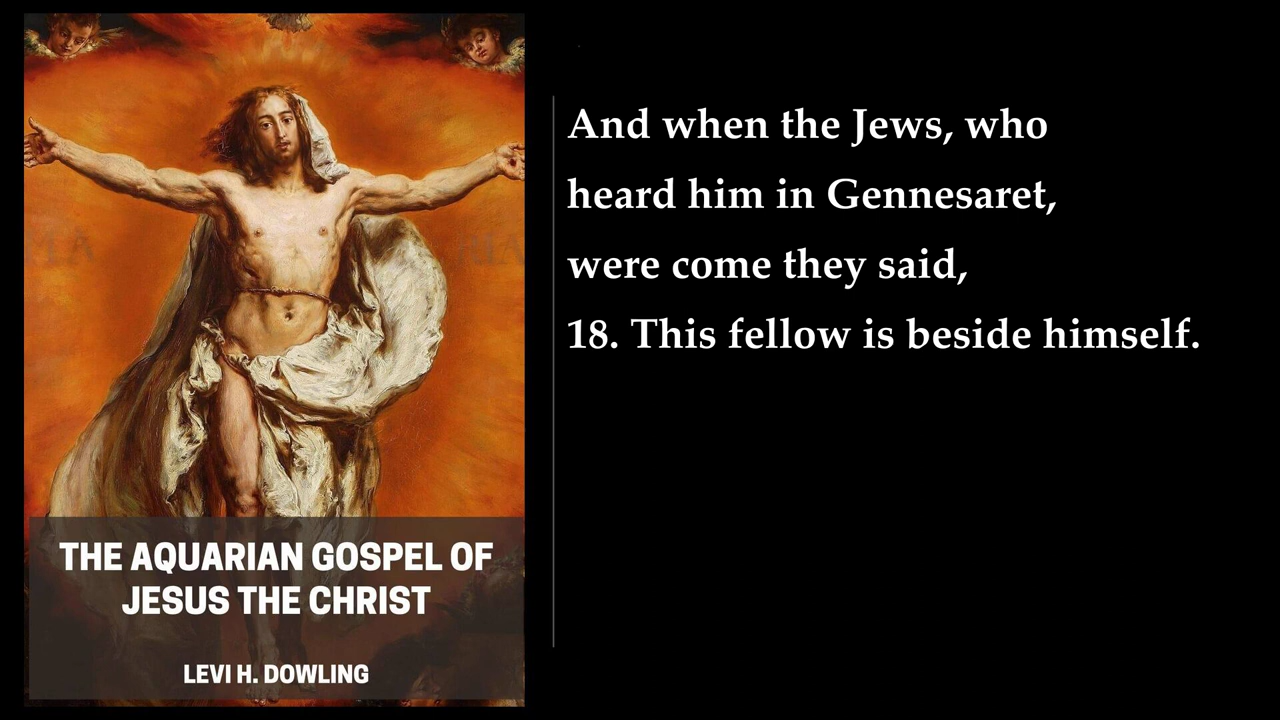 THE AQUARIAN GOSPEL OF
JESUS THE CHRIST
LEVI H. DOWLING
And when the Jews, who
heard him in Gennesaret,
were come they said,
18. This fellow is beside himself.